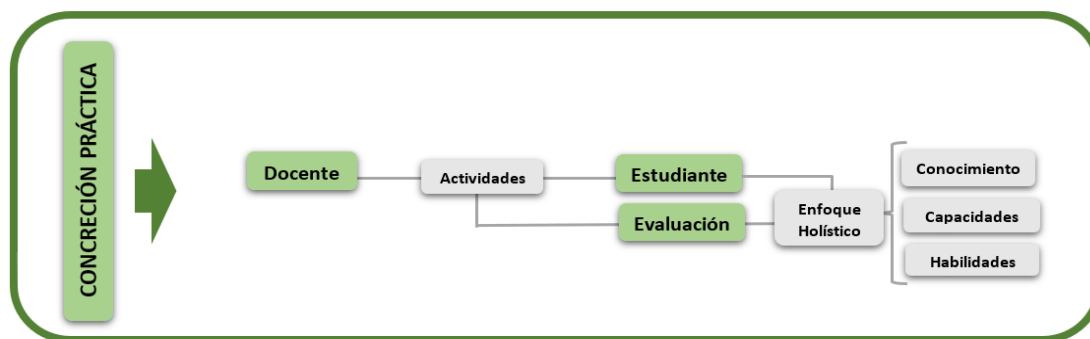 CONCRECIÓN PRÁCTICA
Docente
Actividades
Estudiante
Evaluación
Enfoque
Holístico
Conocimiento
Capacidades
Habilidades